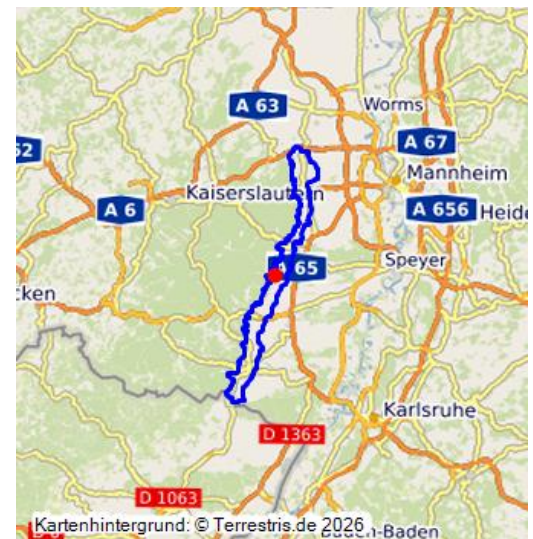 A 63
Worms
A 67
62
Mannheim
Kaiserslautern
A 6
A 656
Heide
65
Speyer
cken
Karlsruhe
D 1363
D 1063
Kartenhintergrund: © Terrestris.de 2026
Baden-Baden